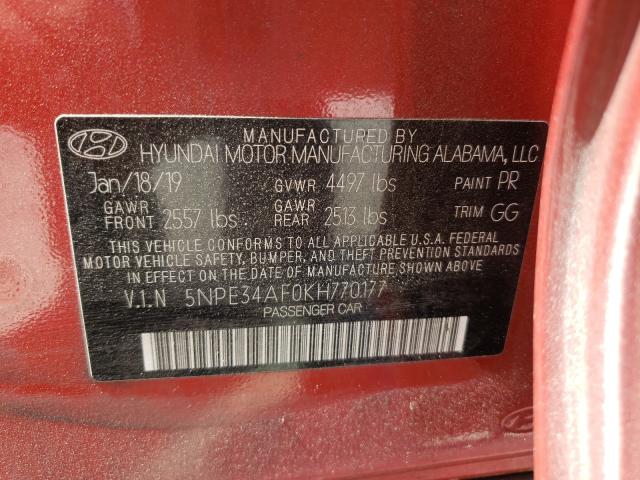 MANUFACTURED BY
HYUNDAI MOTOR MANUFACTURING ALABAMA, LLC
Jan/18/19 GVWR 4497 lbs PAINT PR
GAWR FRONT 2557 lbs GAWR REAR 2513 lbs TRIM GG
THIS VEHICLE CONFORMS TO ALL APPLICABLE U.S.A. FEDERAL
MOTOR VEHICLE SAFETY, BUMPER, AND THEFT PREVENTION STANDARDS
IN EFFECT ON THE DATE OF MANUFACTURE SHOWN ABOVE.
V.I.N 5NPE34AF0KH770177
PASSENGER CAR